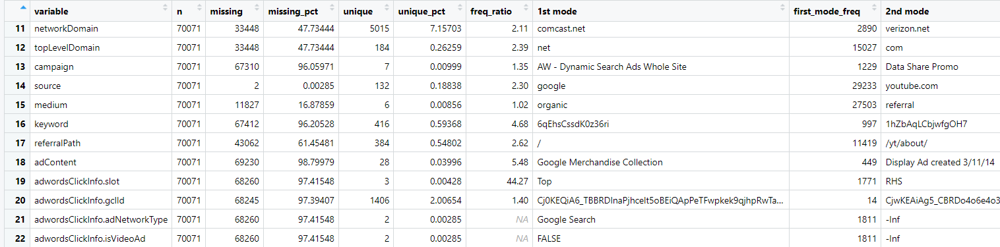 variable n missing missing_pct unique unique_pct freq_ratio 1st mode first_mode_freq 2nd mode
11 networkDomain 70071 33448 47.73444 5015 7.15703 2.11 comcast.net 2890 verizon.net
12 topLevelDomain 70071 33448 47.73444 184 0.26259 2.39 net 15027 com
13 campaign 70071 67310 96.05971 7 0.00999 1.35 AW - Dynamic Search Ads Whole Site 1229 Data Share Promo
14 source 70071 2 0.00285 132 0.18838 2.30 google 29233 youtube.com
15 medium 70071 11827 16.87859 6 0.00856 1.02 organic 27503 referral
16 keyword 70071 67412 96.20528 416 0.59368 4.68 6qEhsCssdK0z36ri 997 1hZbAqLCbjwfgOH7
17 referralPath 70071 43062 61.45481 384 0.54802 2.62 / 11419 /yt/about/
18 adContent 70071 69230 98.79979 28 0.03996 5.48 Google Merchandise Collection 449 Display Ad created 3/11/14
19 adwordsClickInfo.slot 70071 68260 97.41548 3 0.00428 44.27 Top 1771 RHS
20 adwordsClickInfo.gclId 70071 68245 97.39407 1406 2.00654 1.40 Cj0KEQiA6_TBBRDInaPjhcelt5oBEiQApPeTFwpkek9qjhpRwTa... 14 CjwKEAiAg5_CBRDo4o6e4o3
21 adwordsClickInfo.adNetworkType 70071 68260 97.41548 2 0.00285 NA Google Search 1811 -Inf
22 adwordsClickInfo.isVideoAd 70071 68260 97.41548 2 0.00285 NA FALSE 1811 -Inf